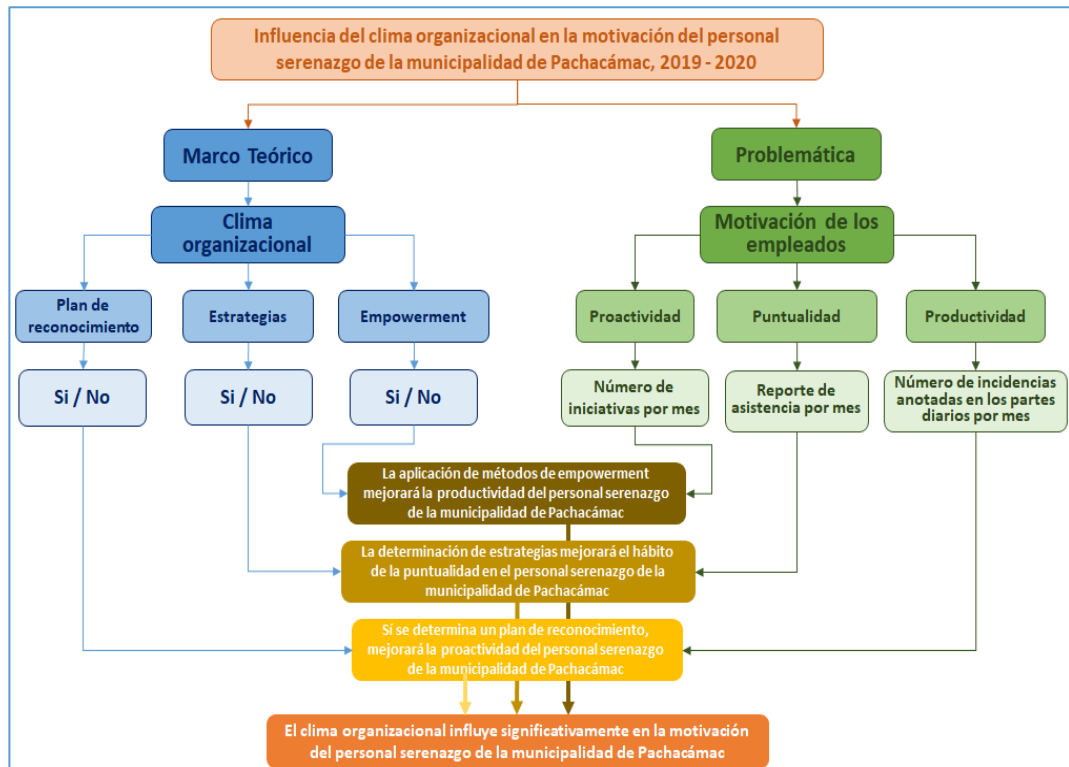 Influencia del clima organizacional en la motivación del personal
serenazgo de la municipalidad de Pachacámac, 2019 - 2020
Marco Teórico
Problemática
Clima
organizacional
Motivación de los
empleados
Plan de
reconocimiento
Estrategias
Empowerment
Proactividad
Puntualidad
Productividad
Si / No
Si / No
Si / No
Número de
iniciativas por mes
Reporte de
asistencia por mes
Número de incidencias
anotadas en los partes
diarios por mes
La aplicación de métodos de empowerment
mejorará la productividad del personal serenazgo
de la municipalidad de Pachacámac
La determinación de estrategias mejorará el hábito
de la puntualidad en el personal serenazgo de la
municipalidad de Pachacámac
Sí se determina un plan de reconocimiento,
mejorará la proactividad del personal serenazgo
de la municipalidad de Pachacámac
El clima organizacional influye significativamente en la motivación
del personal serenazgo de la municipalidad de Pachacámac